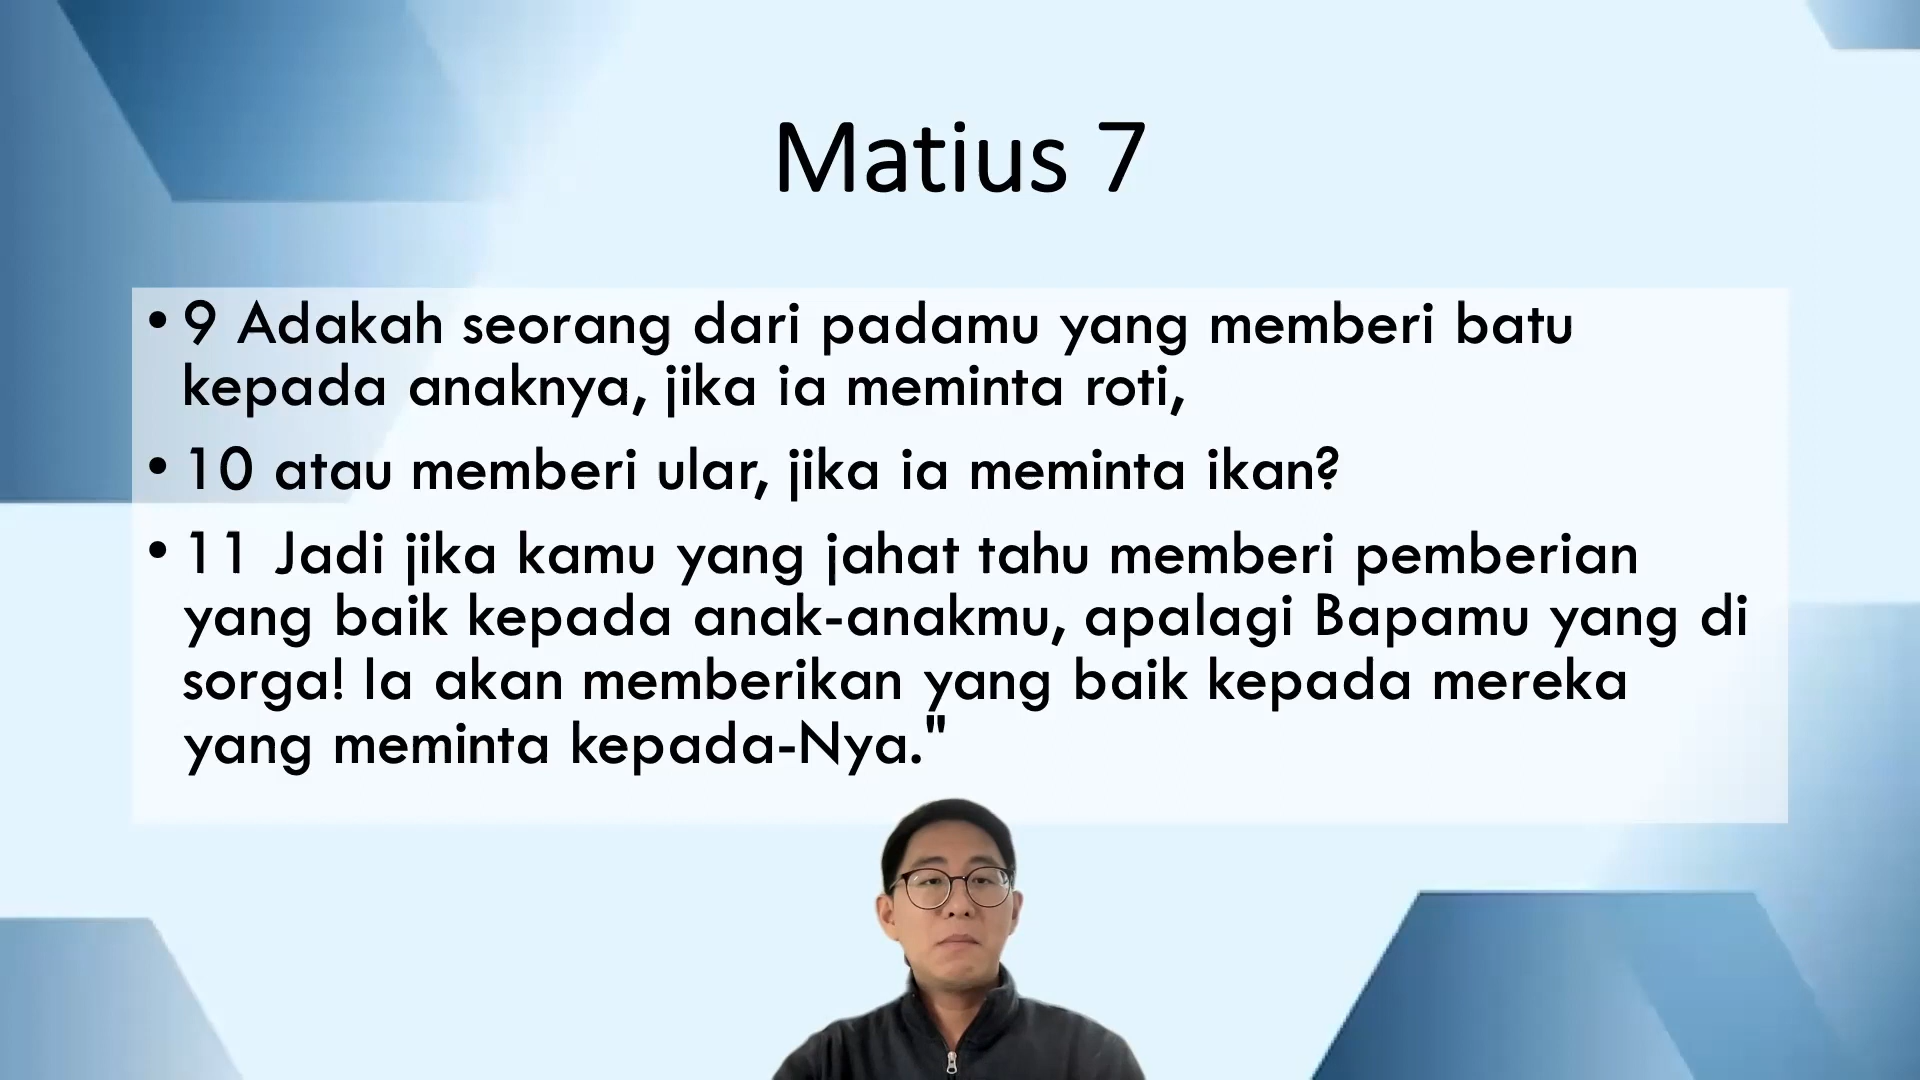 Matius 7
• 9 Adakah seorang dari padamu yang memberi batu
kepada anaknya, jika ia meminta roti,
• 10 atau memberi ular, jika ia meminta ikan?
• 11 Jadi jika kamu yang jahat tahu memberi pemberian
yang baik kepada anak-anakmu, apalagi Bapamu yang di
sorga! Ia akan memberikan yang baik kepada mereka
yang meminta kepada-Nya."